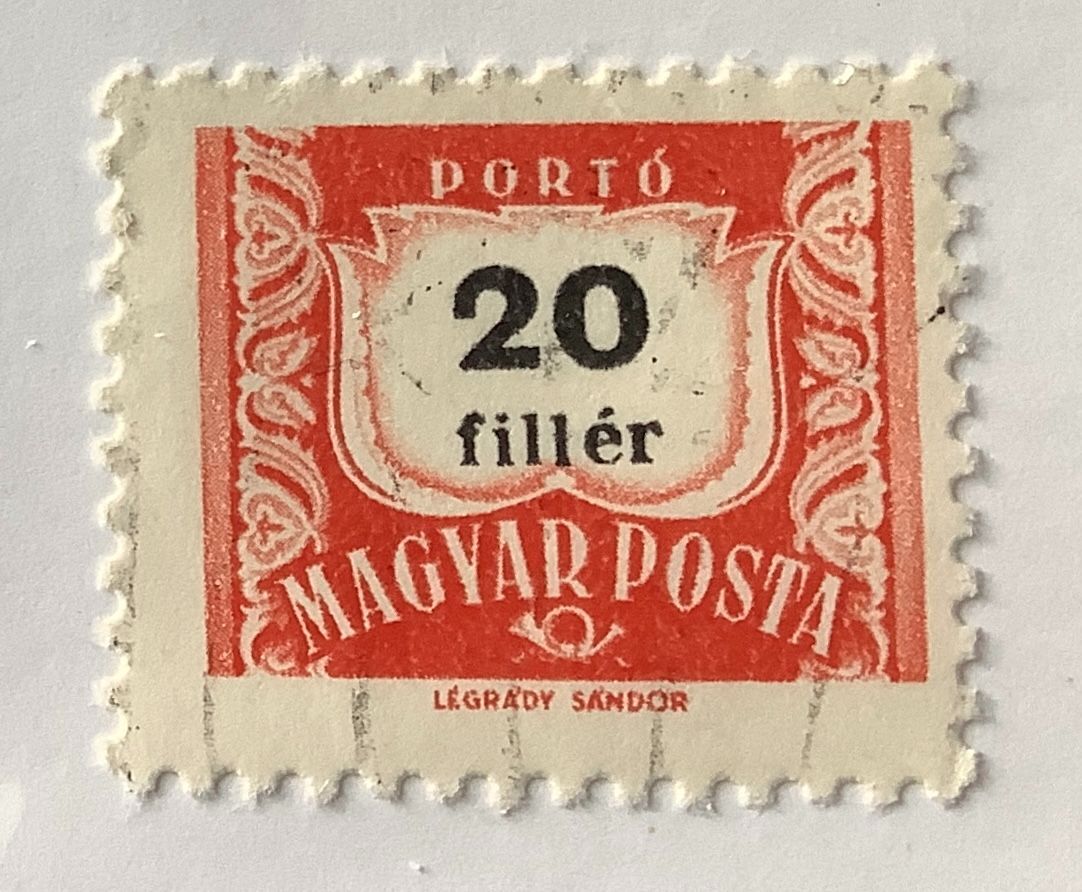 PORTÓ
20
fillér
MAGYAR POSTA
LÉGRÁDY SÁNDOR